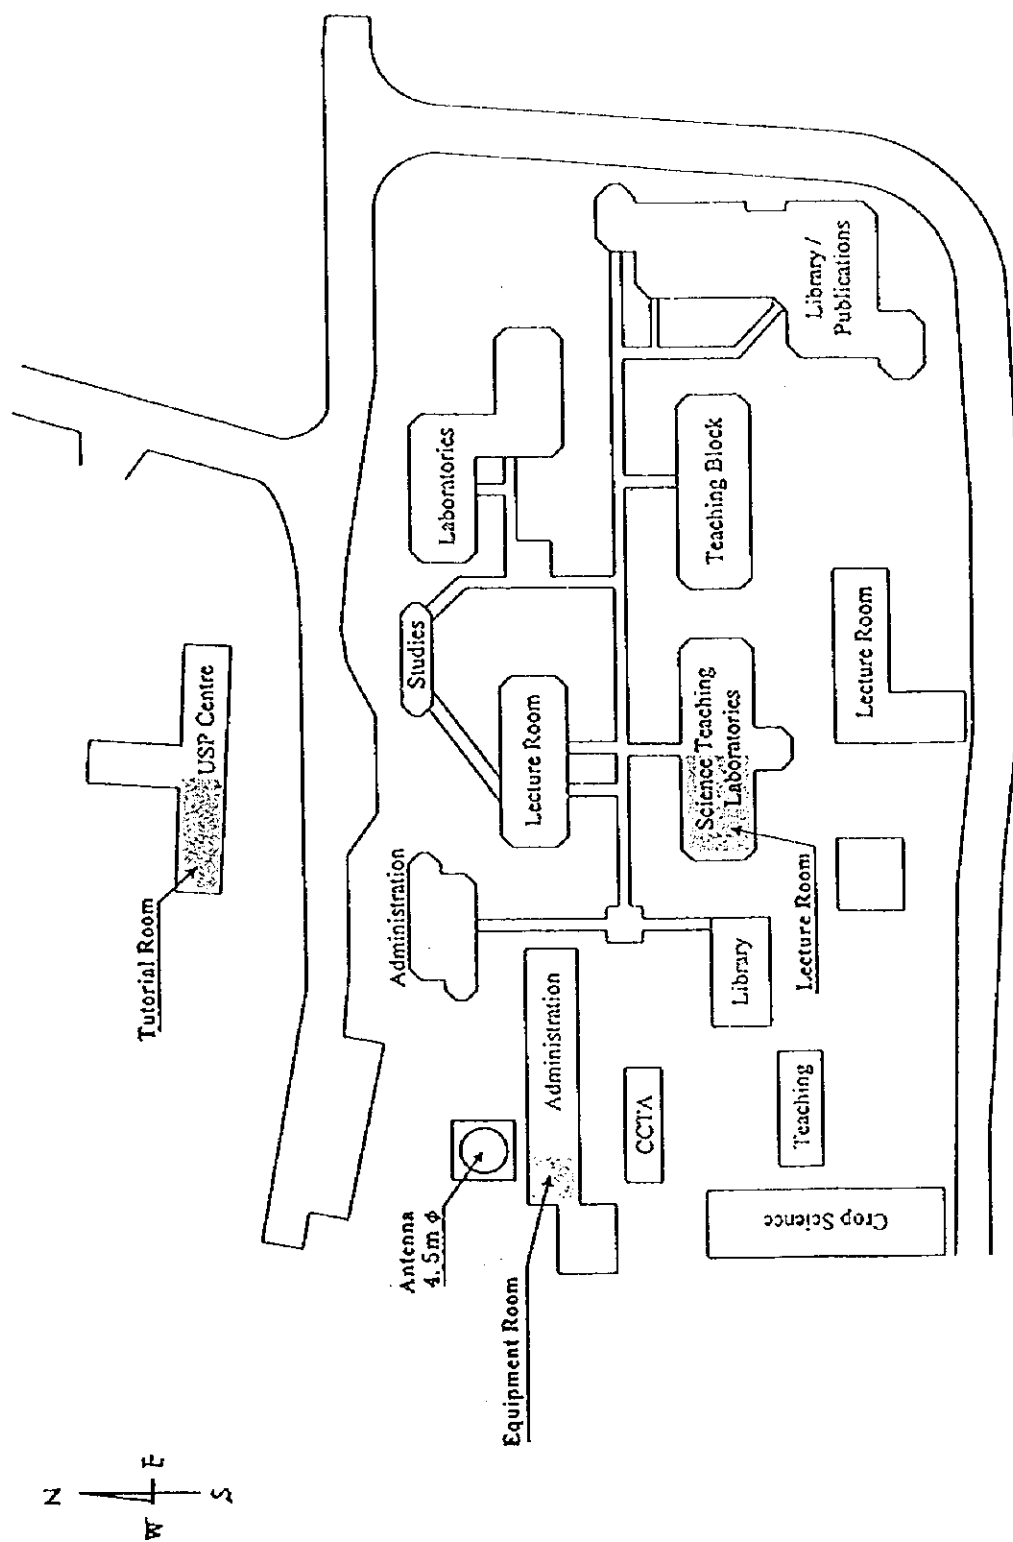 N
W E
S
Tutorial Room
USP Centre
Antenna
4.5m φ
Equipment Room
Administration
Administration
Studies
Laboratories
Lecture Room
CCTA
Library
Science Teaching
Laboratories
Teaching Block
Library /
Publications
Lecture Room
Teaching
Crop Science
Lecture Room